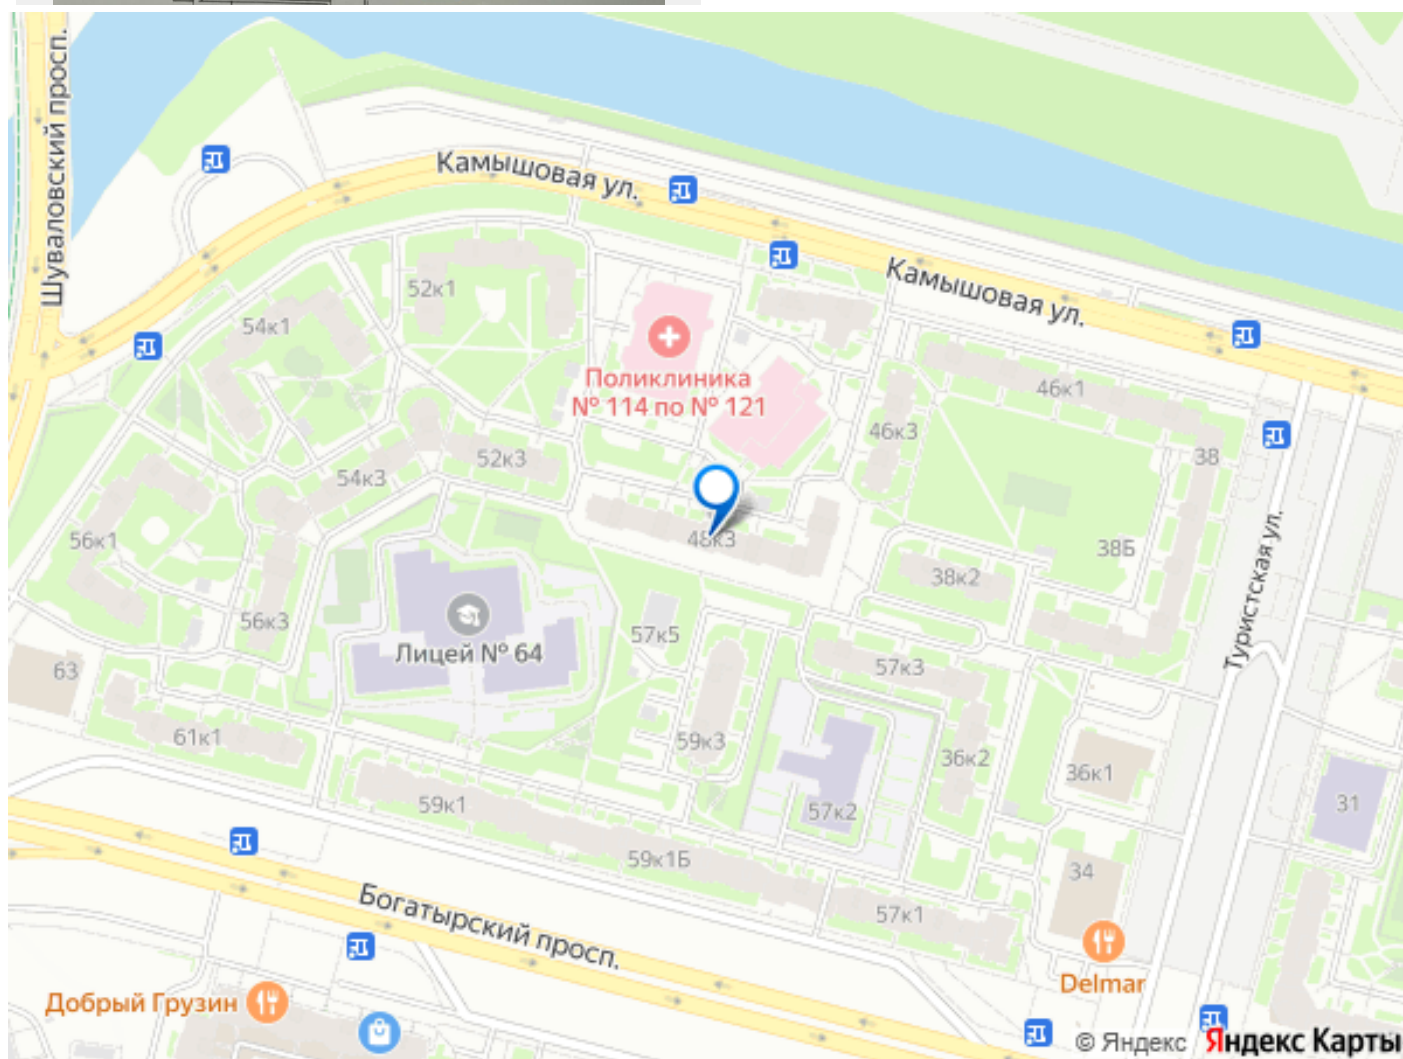 Шуваловский просп.
Камышовая ул.
Камышовая ул.
52к1
54к1
Поликлиника
№ 114 по № 121
46к1
46к3
38
52к3
54к3
48к3
56к1
38Б
38к2
Туристская ул.
56к3
57к5
Лицей № 64
63
57к3
61к1
59к3
36к2
36к1
59к1
57к2
31
59к1Б
34
57к1
Богатырский просп.
Delmar
Добрый Грузин
© Яндекс Яндекс Карты